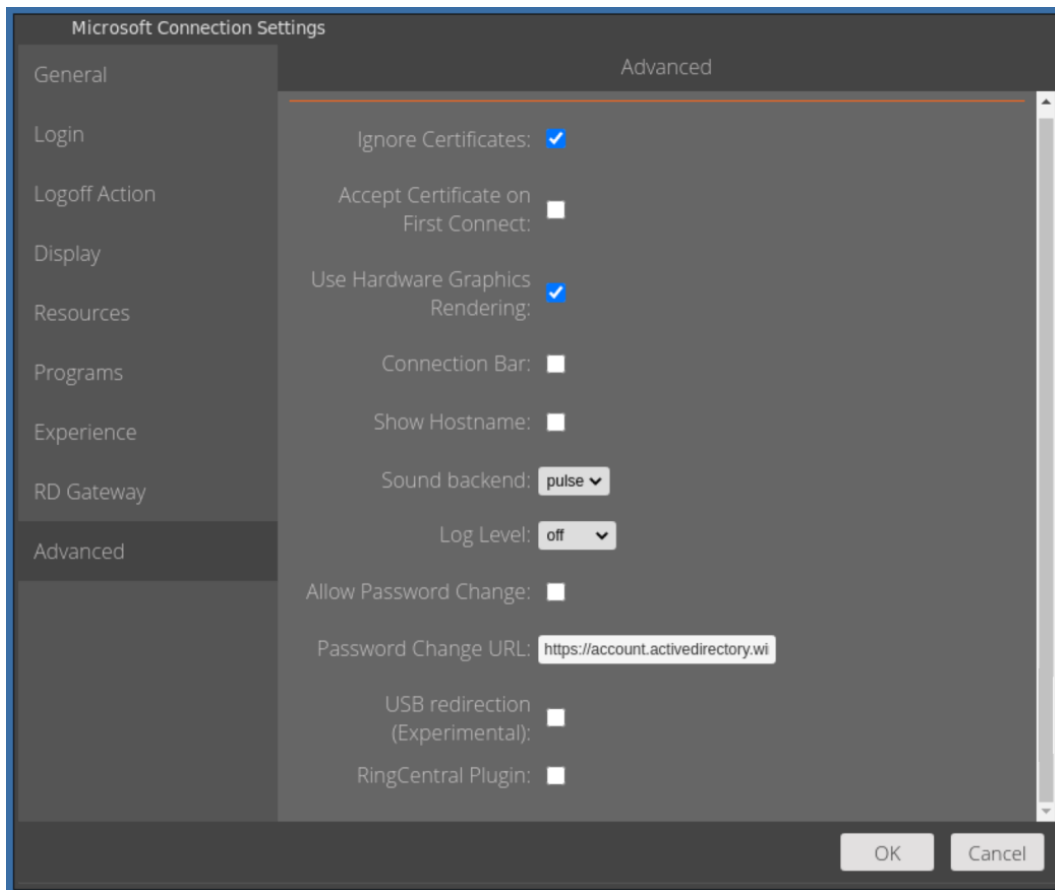 Microsoft Connection Settings
General
Login
Logoff Action
Display
Resources
Programs
Experience
RD Gateway
Advanced
Advanced
Ignore Certificates:
Accept Certificate on
First Connect:
Use Hardware Graphics
Rendering:
Connection Bar:
Show Hostname:
Sound backend: pulse
Log Level: off
Allow Password Change:
Password Change URL: https://account.activedirectory.wi
USB redirection
(Experimental):
RingCentral Plugin:
OK Cancel